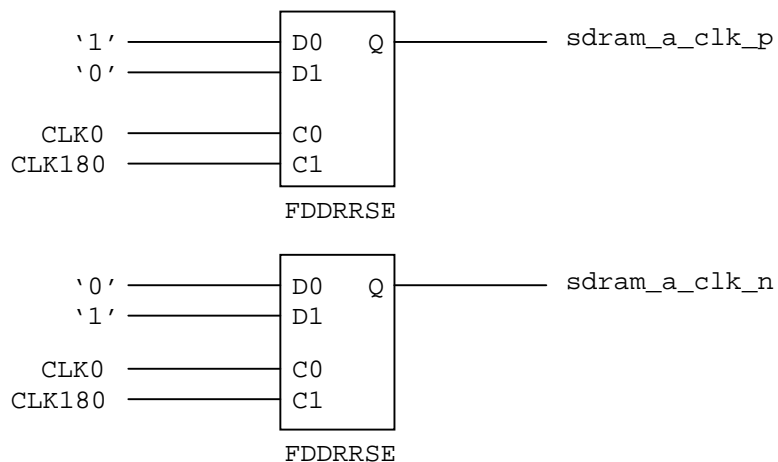 ‘1’ D0 Q sdram_a_clk_p
‘0’ D1
CLK0 C0
CLK180 C1
FDDRRSE
‘0’ D0 Q sdram_a_clk_n
‘1’ D1
CLK0 C0
CLK180 C1
FDDRRSE